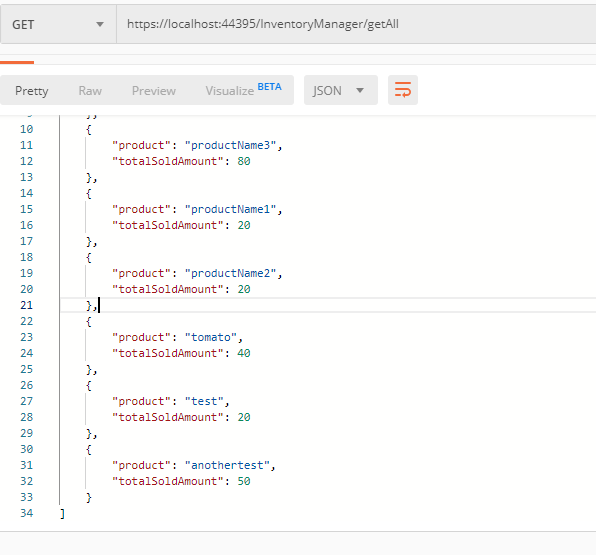 GET https://localhost:44395/InventoryManager/getAll
Pretty Raw Preview Visualize BETA JSON
10 {
11 "product": "productName3",
12 "totalSoldAmount": 80
13 },
14 {
15 "product": "productName1",
16 "totalSoldAmount": 20
17 },
18 {
19 "product": "productName2",
20 "totalSoldAmount": 20
21 },
22 {
23 "product": "tomato",
24 "totalSoldAmount": 40
25 },
26 {
27 "product": "test",
28 "totalSoldAmount": 20
29 },
30 {
31 "product": "anothertest",
32 "totalSoldAmount": 50
33 }
34 ]